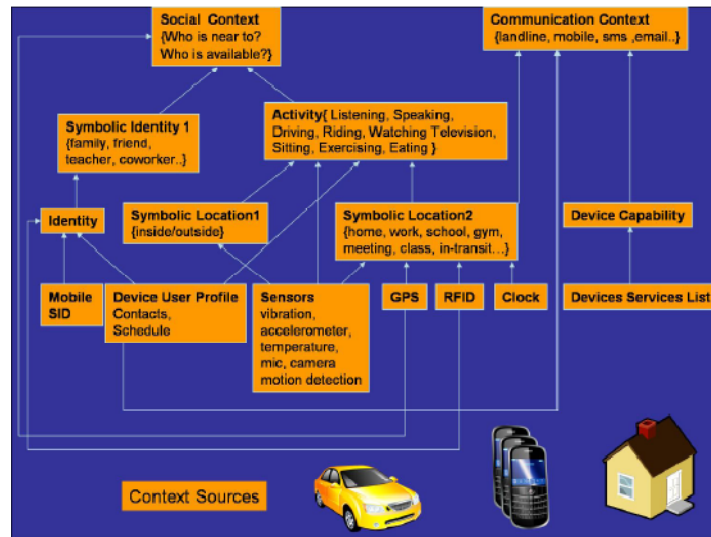 Social Context
{Who is near to?
Who is available?}
Communication Context
{landline, mobile, sms ,email..}
Symbolic Identity 1
{family, friend,
teacher, coworker..}
Activity{ Listening, Speaking,
Driving, Riding, Watching Television,
Sitting, Exercising, Eating }
Identity
Symbolic Location1
{inside/outside}
Symbolic Location2
{home, work, school, gym,
meeting, class, in-transit...}
Device Capability
Mobile
SID
Device User Profile
Contacts,
Schedule
Sensors
vibration,
accelerometer,
temperature,
mic, camera
motion detection
GPS
RFID
Clock
Devices Services List
Context Sources